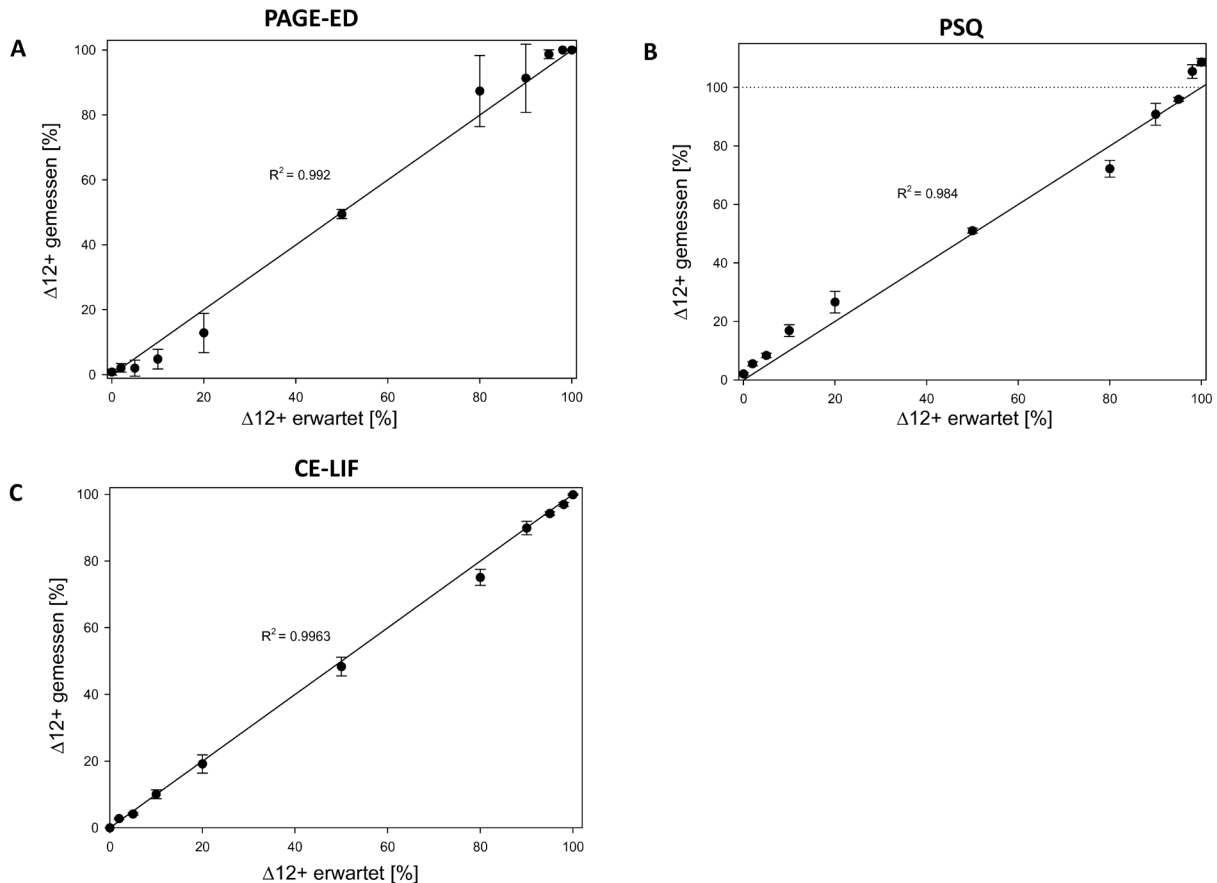 PAGE-ED
A
Δ12+ gemessen [%]
100
80
60
40
20
0
R² = 0.992
0 20 40 60 80 100
Δ12+ erwartet [%]
PSQ
B
Δ12+ gemessen [%]
100
80
60
40
20
0
R² = 0.984
0 20 40 60 80 100
Δ12+ erwartet [%]
CE-LIF
C
Δ12+ gemessen [%]
100
80
60
40
20
0
R² = 0.9963
0 20 40 60 80 100
Δ12+ erwartet [%]